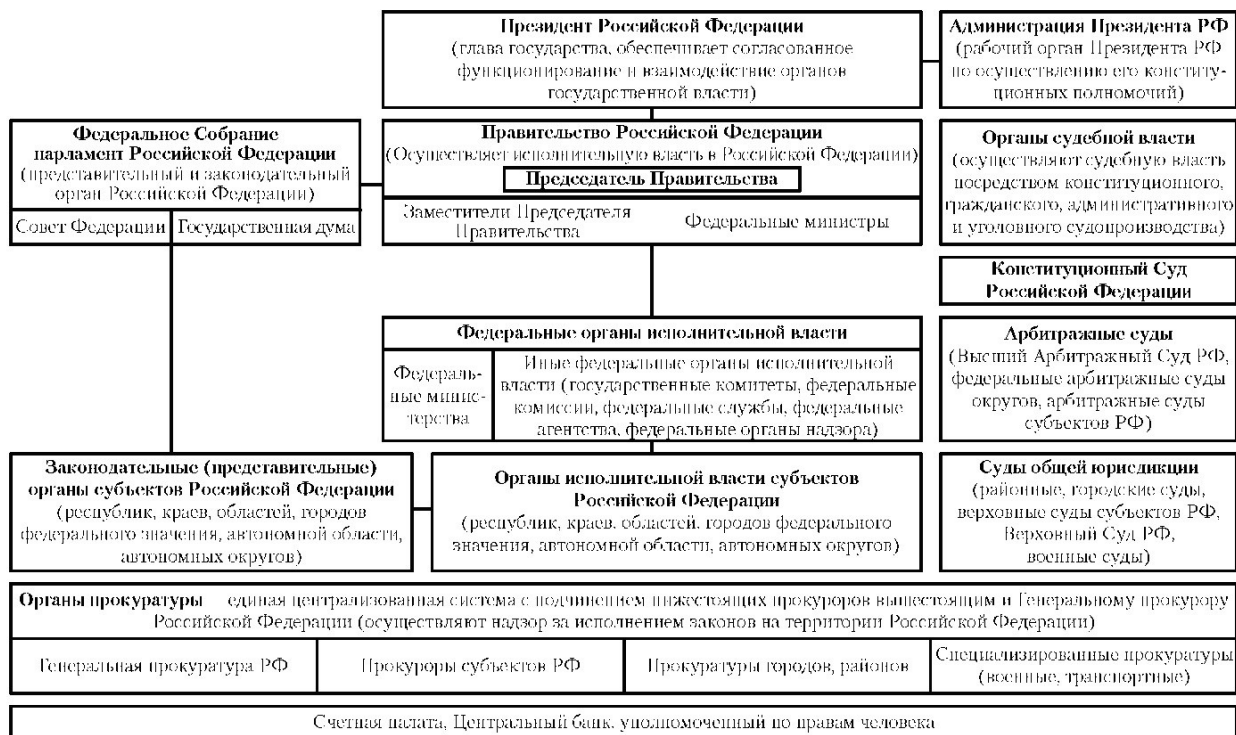 Президент Российской Федерации
(глава государства, обеспечивает согласованное
функционирование и взаимодействие органов
государственной власти)
Администрация Президента РФ
(рабочий орган Президента РФ
по осуществлению его конститу-
ционных полномочий)
Федеральное Собрание
парламент Российской Федерации
(представительный и законодательный
орган Российской Федерации)
Совет Федерации
Государственная дума
Правительство Российской Федерации
(Осуществляет исполнительную власть в Российской Федерации)
Председатель Правительства
Заместители Председателя
Правительства
Федеральные министры
Органы судебной власти
(осуществляют судебную власть
посредством конституционного,
гражданского, административного
и уголовного судопроизводства)
Конституционный Суд
Российской Федерации
Федеральные органы исполнительной власти
Федераль-
ные минис-
терства
Иные федеральные органы исполнительной
власти (государственные комитеты, федеральные
комиссии, федеральные службы, федеральные
агентства, федеральные органы надзора)
Арбитражные суды
(Высший Арбитражный Суд РФ,
федеральные арбитражные суды
округов, арбитражные суды
субъектов РФ)
Законодательные (представительные)
органы субъектов Российской Федерации
(республик, краев, областей, городов
федерального значения, автономной области,
автономных округов)
Органы исполнительной власти субъектов
Российской Федерации
(республик, краев, областей, городов федерального
значения, автономной области, автономных округов)
Суды общей юрисдикции
(районные, городские суды,
верховные суды субъектов РФ,
Верховный Суд РФ,
военные суды)
Органы прокуратуры единая централизованная система с подчинением нижестоящих прокуроров вышестоящим и Генеральному прокурору
Российской Федерации (осуществляют надзор за исполнением законов на территории Российской Федерации)
Генеральная прокуратура РФ
Прокуроры субъектов РФ
Прокуратуры городов, районов
Специализированные прокуратуры
(военные, транспортные)
Счетная палата, Центральный банк, уполномоченный по правам человека